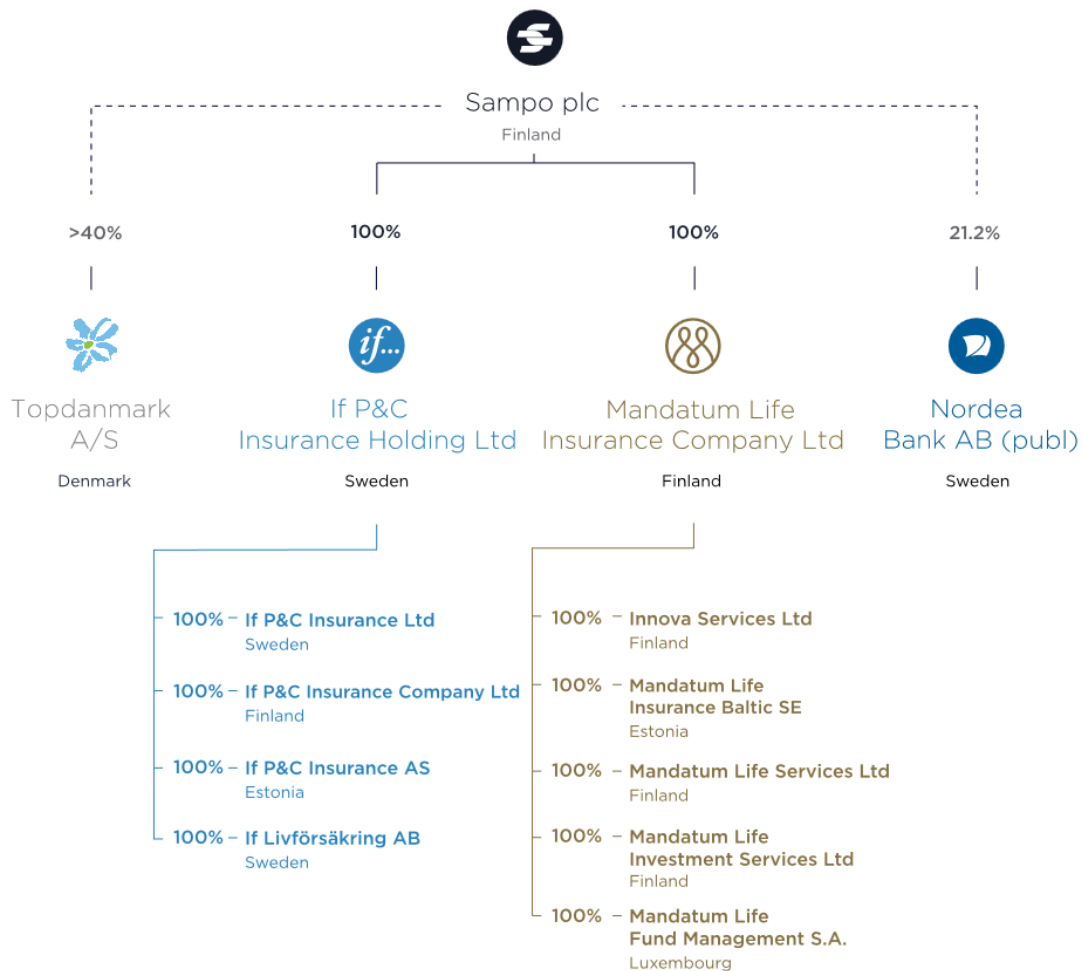 Sampo plc
Finland
>40%
100%
100%
21.2%
if...
Topdanmark
A/S
Denmark
If P&C
Insurance Holding Ltd
Sweden
Mandatum Life
Insurance Company Ltd
Finland
Nordea
Bank AB (publ)
Sweden
100% – If P&C Insurance Ltd
Sweden
100% – If P&C Insurance Company Ltd
Finland
100% – If P&C Insurance AS
Estonia
100% – If Livförsäkring AB
Sweden
100% – Innova Services Ltd
Finland
100% – Mandatum Life
Insurance Baltic SE
Estonia
100% – Mandatum Life Services Ltd
Finland
100% – Mandatum Life
Investment Services Ltd
Finland
100% – Mandatum Life
Fund Management S.A.
Luxembourg